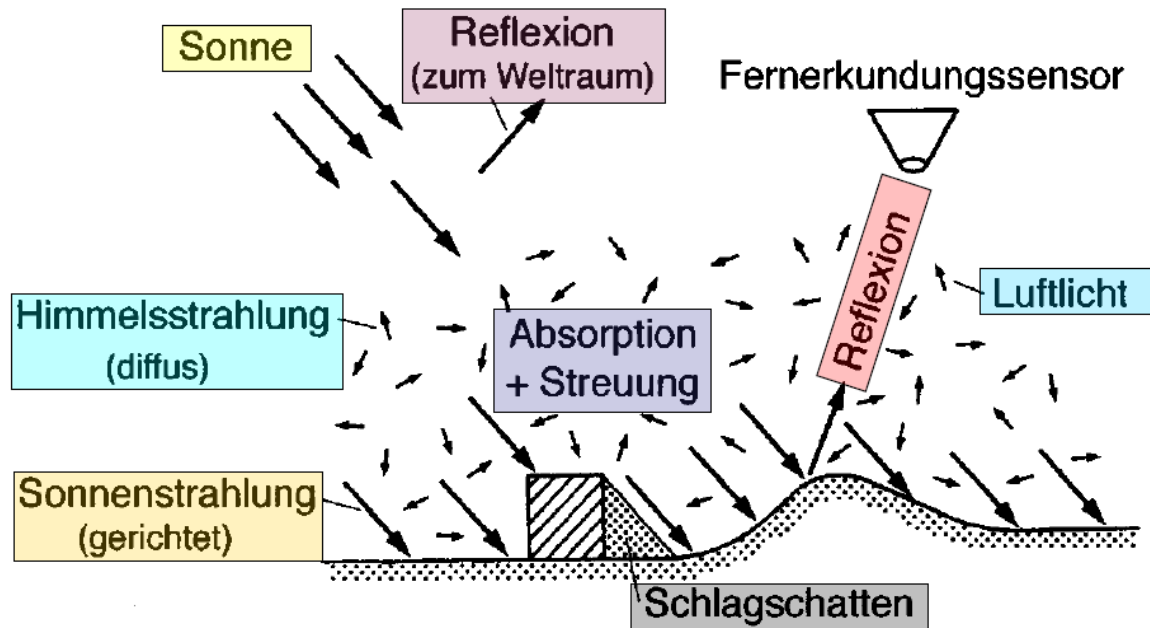 Sonne
Reflexion
(zum Weltraum)
Fernerkundungssensor
Reflexion
Himmelsstrahlung
(diffus)
Absorption
+ Streuung
Luftlicht
Sonnenstrahlung
(gerichtet)
Schlagschatten